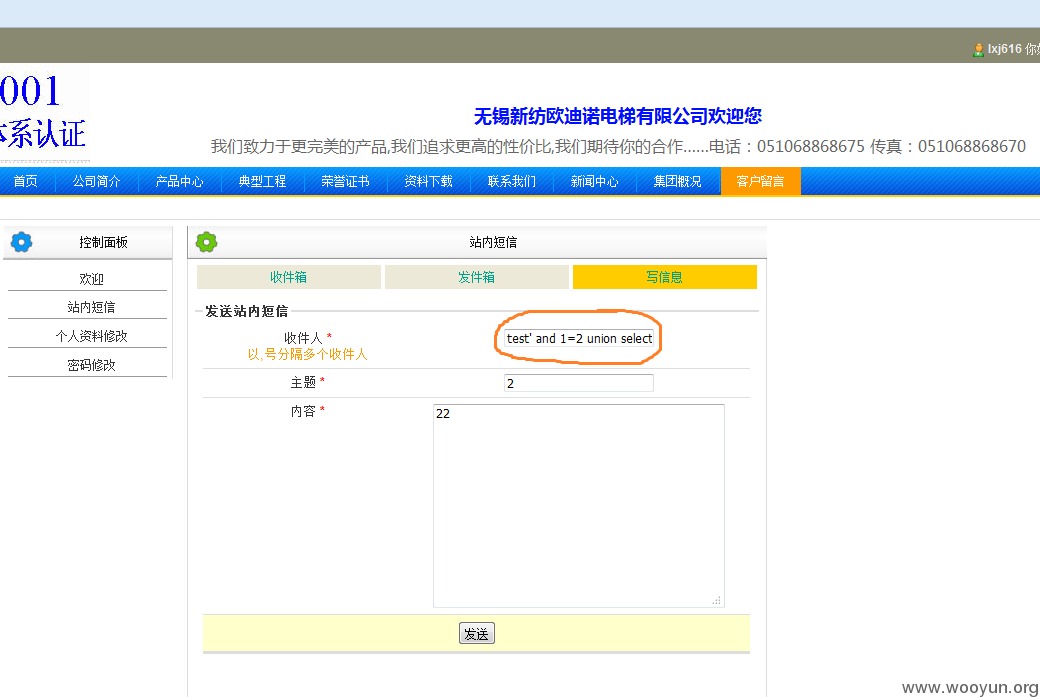 lxj616 你好
001
体系认证
无锡新纺欧迪诺电梯有限公司欢迎您
我们致力于更完美的产品,我们追求更高的性价比,我们期待你的合作......电话：051068868675 传真：051068868670
首页 公司简介 产品中心 典型工程 荣誉证书 资料下载 联系我们 新闻中心 集团概况 客户留言
控制面板
欢迎
站内短信
个人资料修改
密码修改
站内短信
收件箱 发件箱 写信息
发送站内短信
收件人 * test' and 1=2 union select
以,号分隔多个收件人
主题 * 2
内容 * 22
发送
www.wooyun.org